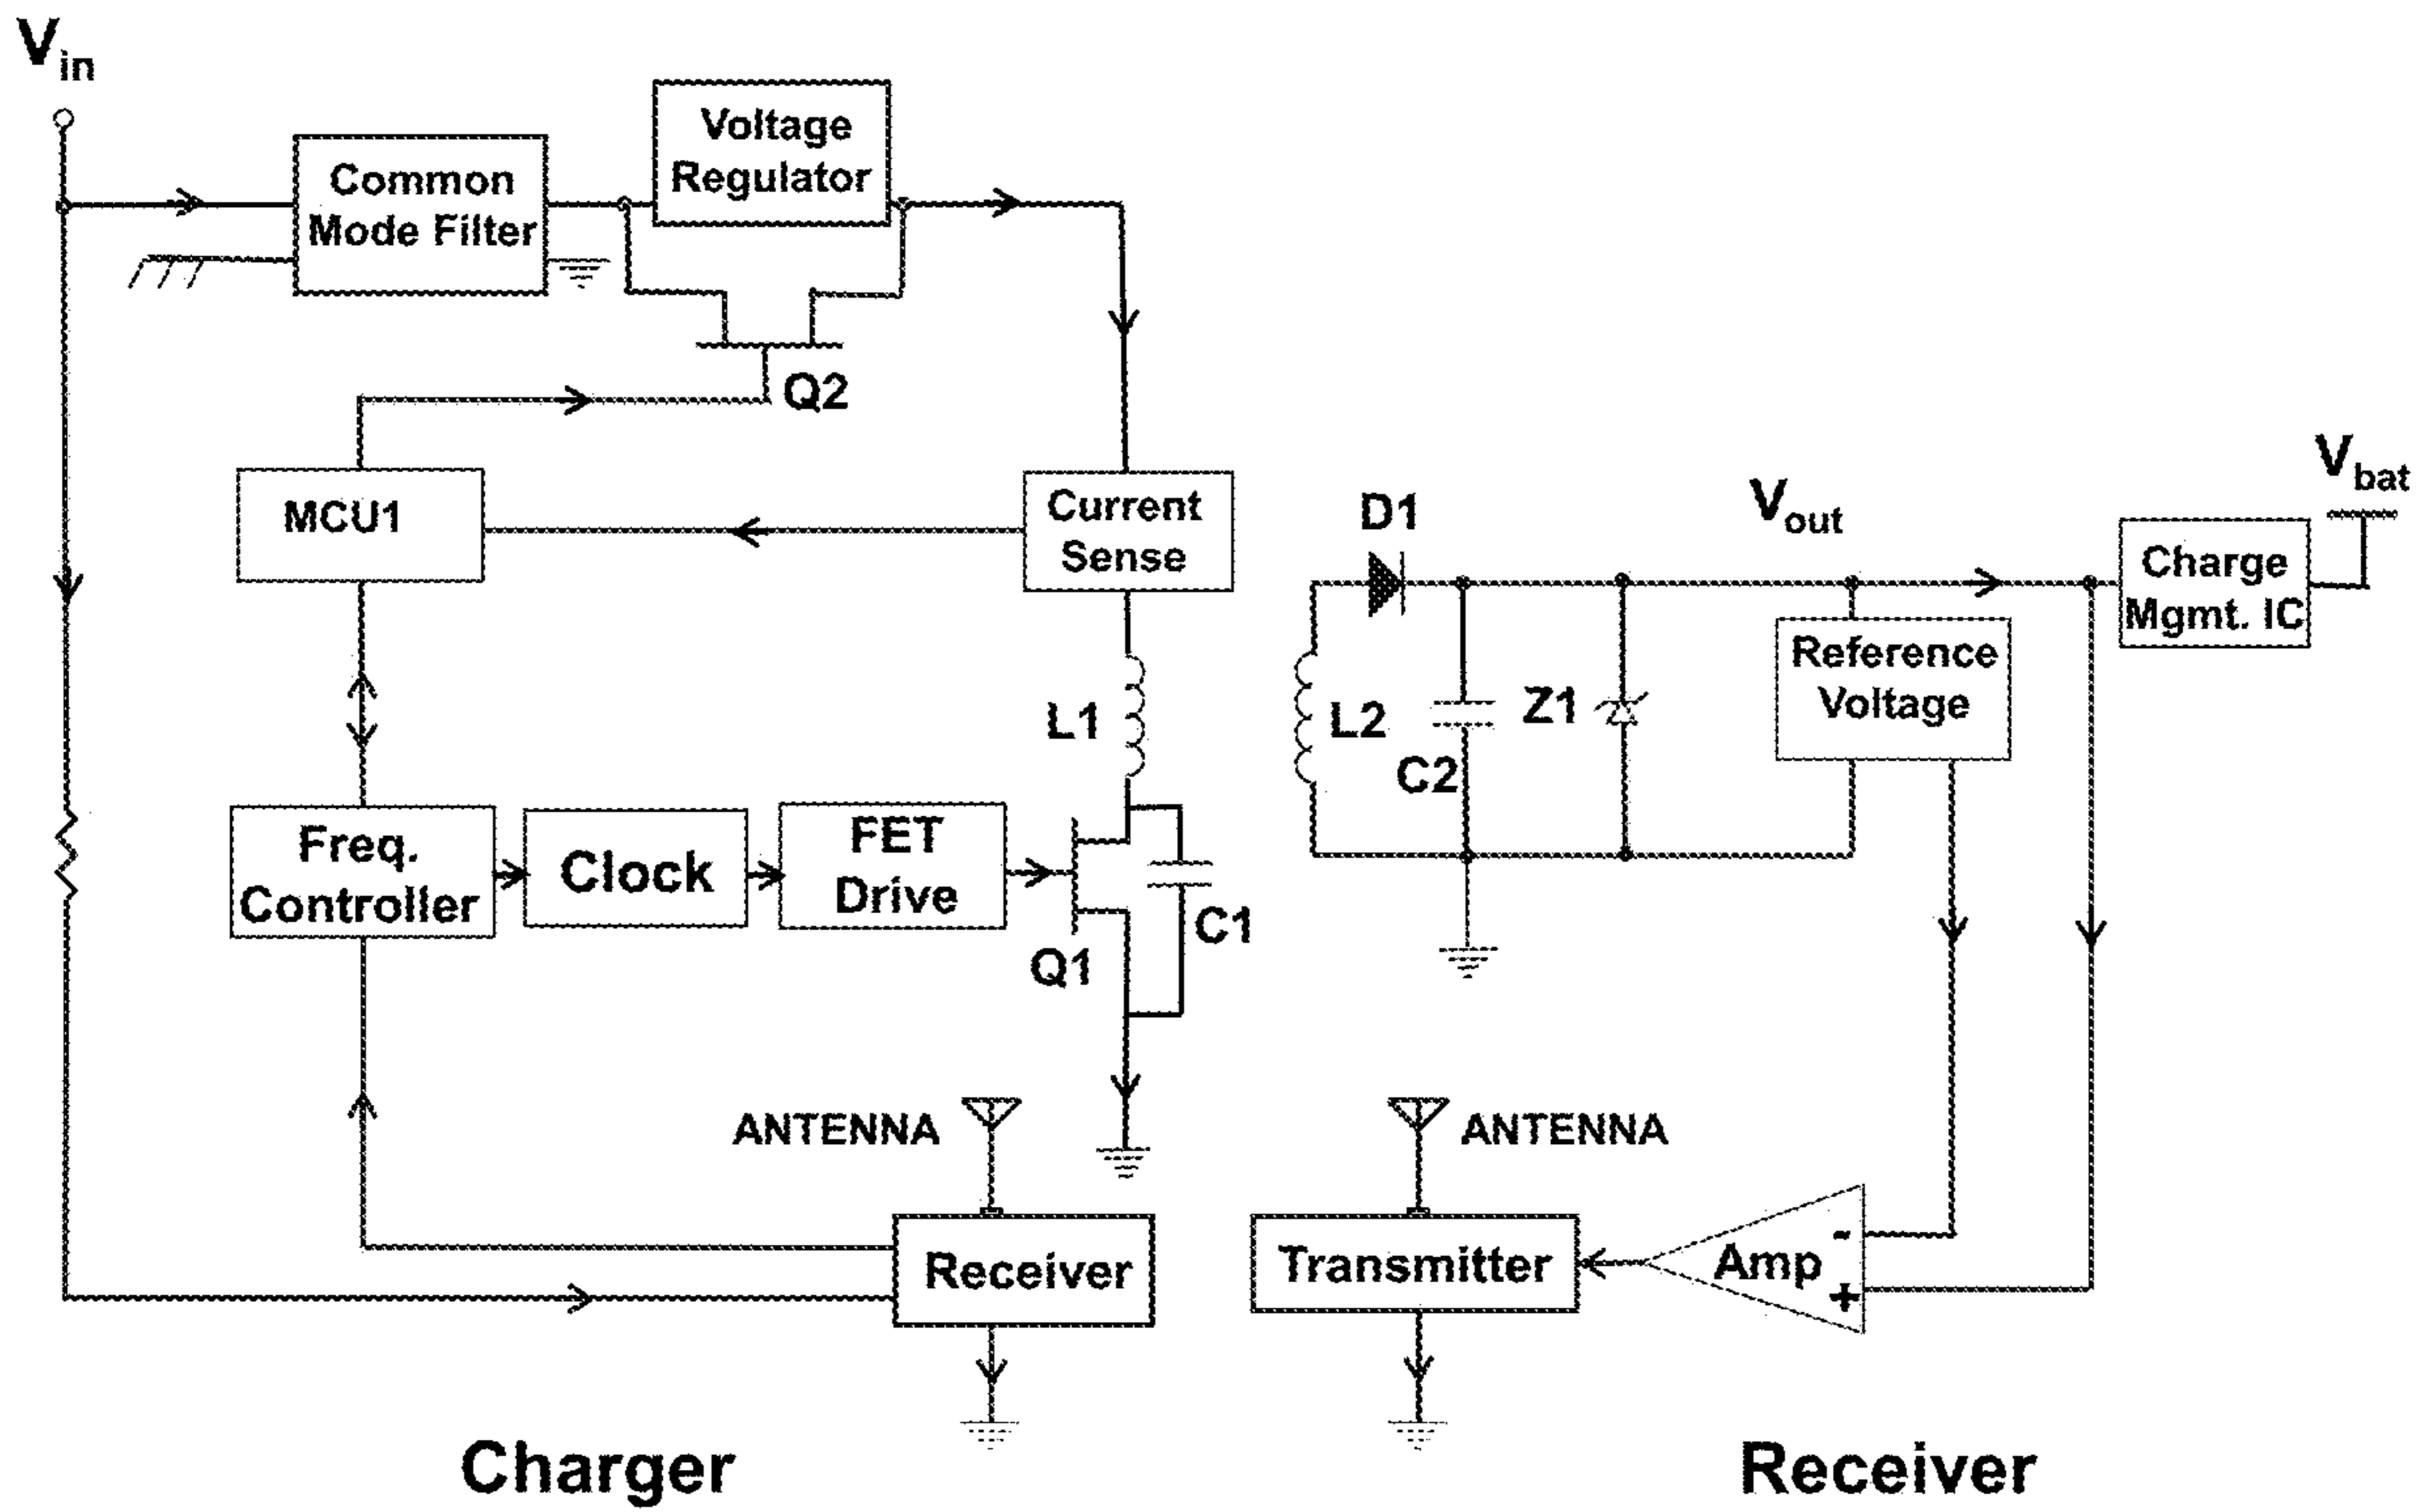 Vin
Voltage
Regulator
Common
Mode Filter
Q2
MCU1
Current
Sense
D1
Vout
Vbat
Charge
Mgmt. IC
Reference
Voltage
L1
L2
C2
Z1
Freq.
Controller
Clock
FET
Drive
Q1
C1
ANTENNA
ANTENNA
Receiver
Transmitter
Amp
-
+
Charger
Receiver